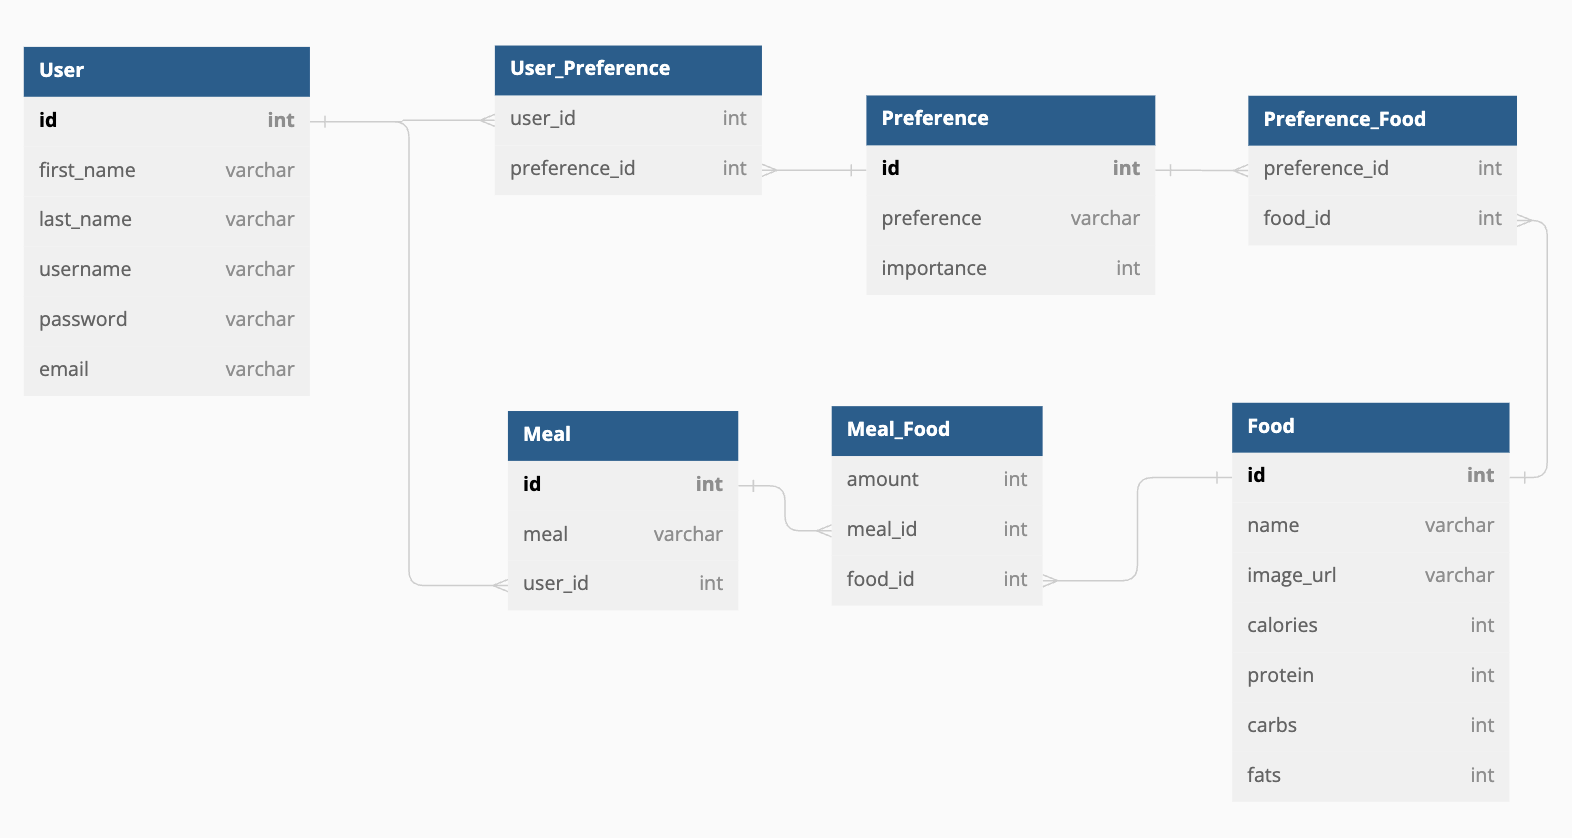 User
id int
first_name varchar
last_name varchar
username varchar
password varchar
email varchar
User_Preference
user_id int
preference_id int
Preference
id int
preference varchar
importance int
Preference_Food
preference_id int
food_id int
Meal
id int
meal varchar
user_id int
Meal_Food
amount int
meal_id int
food_id int
Food
id int
name varchar
image_url varchar
calories int
protein int
carbs int
fats int